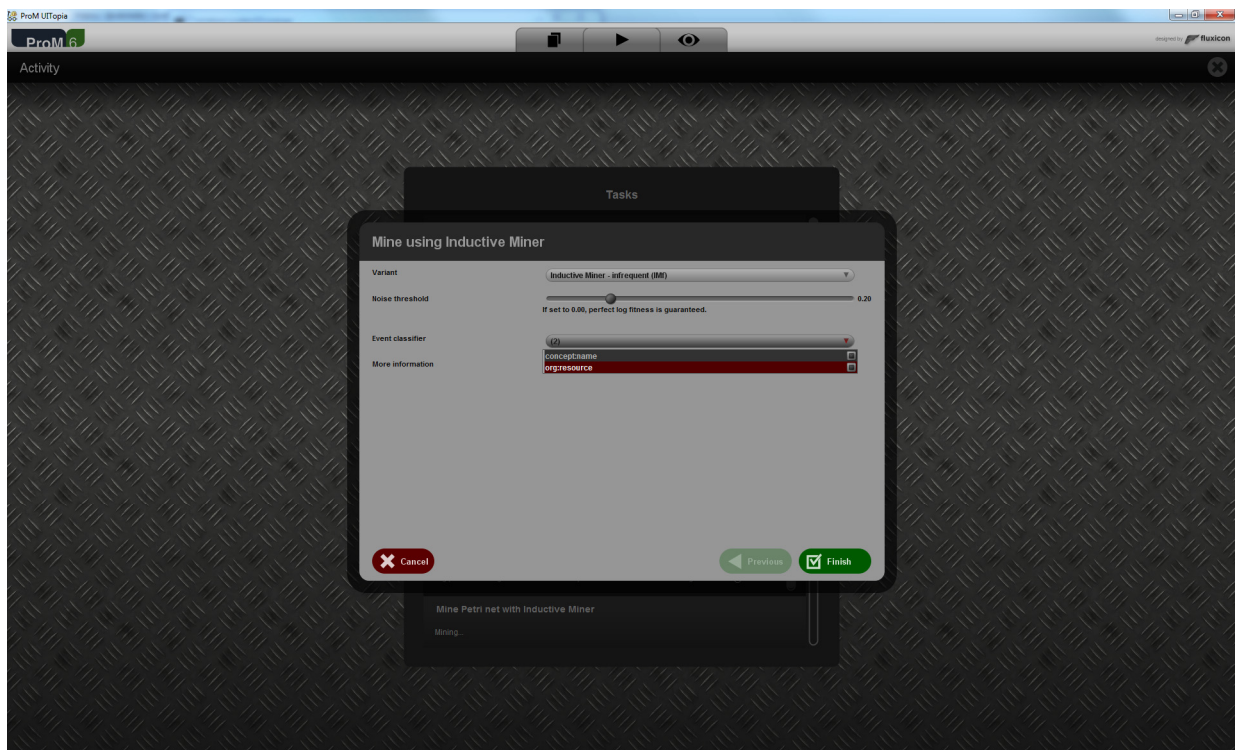 ProM UITopia
ProM 6
designed by fluxicon
Activity
Tasks
Mine using Inductive Miner
Variant
Inductive Miner - infrequent (IMf)
Noise threshold
0.20
If set to 0.00, perfect log fitness is guaranteed.
Event classifier
(2)
concept:name
More information
org:resource
Cancel
Previous
Finish
Mine Petri net with Inductive Miner
Mining...